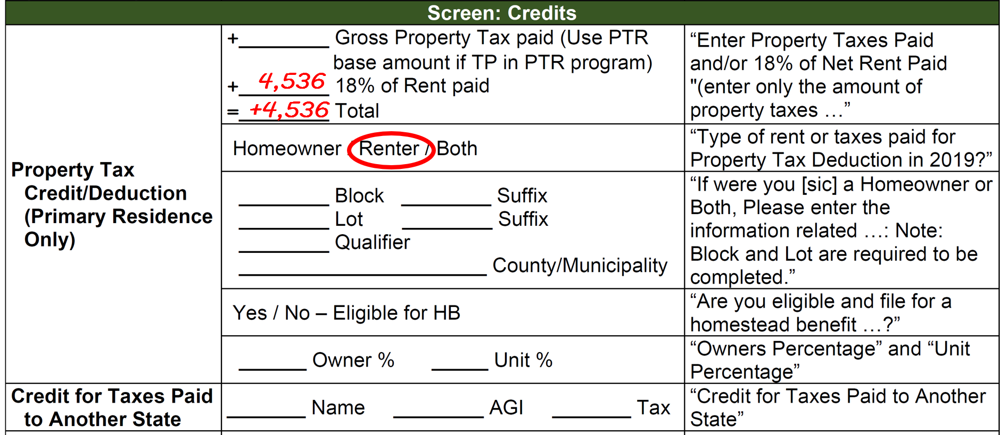 Screen: Credits
Property Tax
Credit/Deduction
(Primary Residence
Only)
+ Gross Property Tax paid (Use PTR
base amount if TP in PTR program)
+ 4,536 18% of Rent paid
= +4,536 Total
“Enter Property Taxes Paid
and/or 18% of Net Rent Paid
"(enter only the amount of
property taxes …”
Homeowner / Renter / Both
“Type of rent or taxes paid for
Property Tax Deduction in 2019?”
Block Suffix
Lot Suffix
Qualifier
County/Municipality
“If were you [sic] a Homeowner or
Both, Please enter the
information related …: Note:
Block and Lot are required to be
completed.”
Yes / No – Eligible for HB
“Are you eligible and file for a
homestead benefit …?”
Owner % Unit %
“Owners Percentage” and “Unit
Percentage”
Credit for Taxes Paid
to Another State
Name AGI Tax
“Credit for Taxes Paid to Another
State”